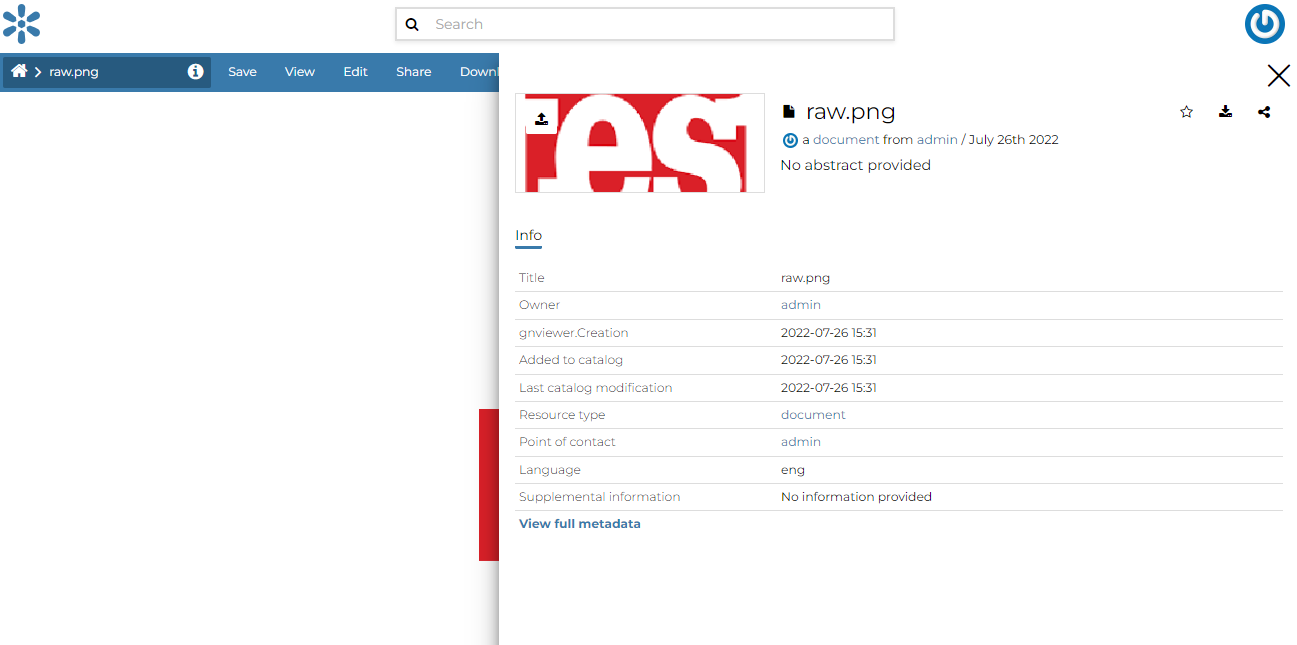 Search
raw.png
Save View Edit Share Downl
est
raw.png
a document from admin / July 26th 2022
No abstract provided
Info
Title raw.png
Owner admin
gnviewer.Creation 2022-07-26 15:31
Added to catalog 2022-07-26 15:31
Last catalog modification 2022-07-26 15:31
Resource type document
Point of contact admin
Language eng
Supplemental information No information provided
View full metadata